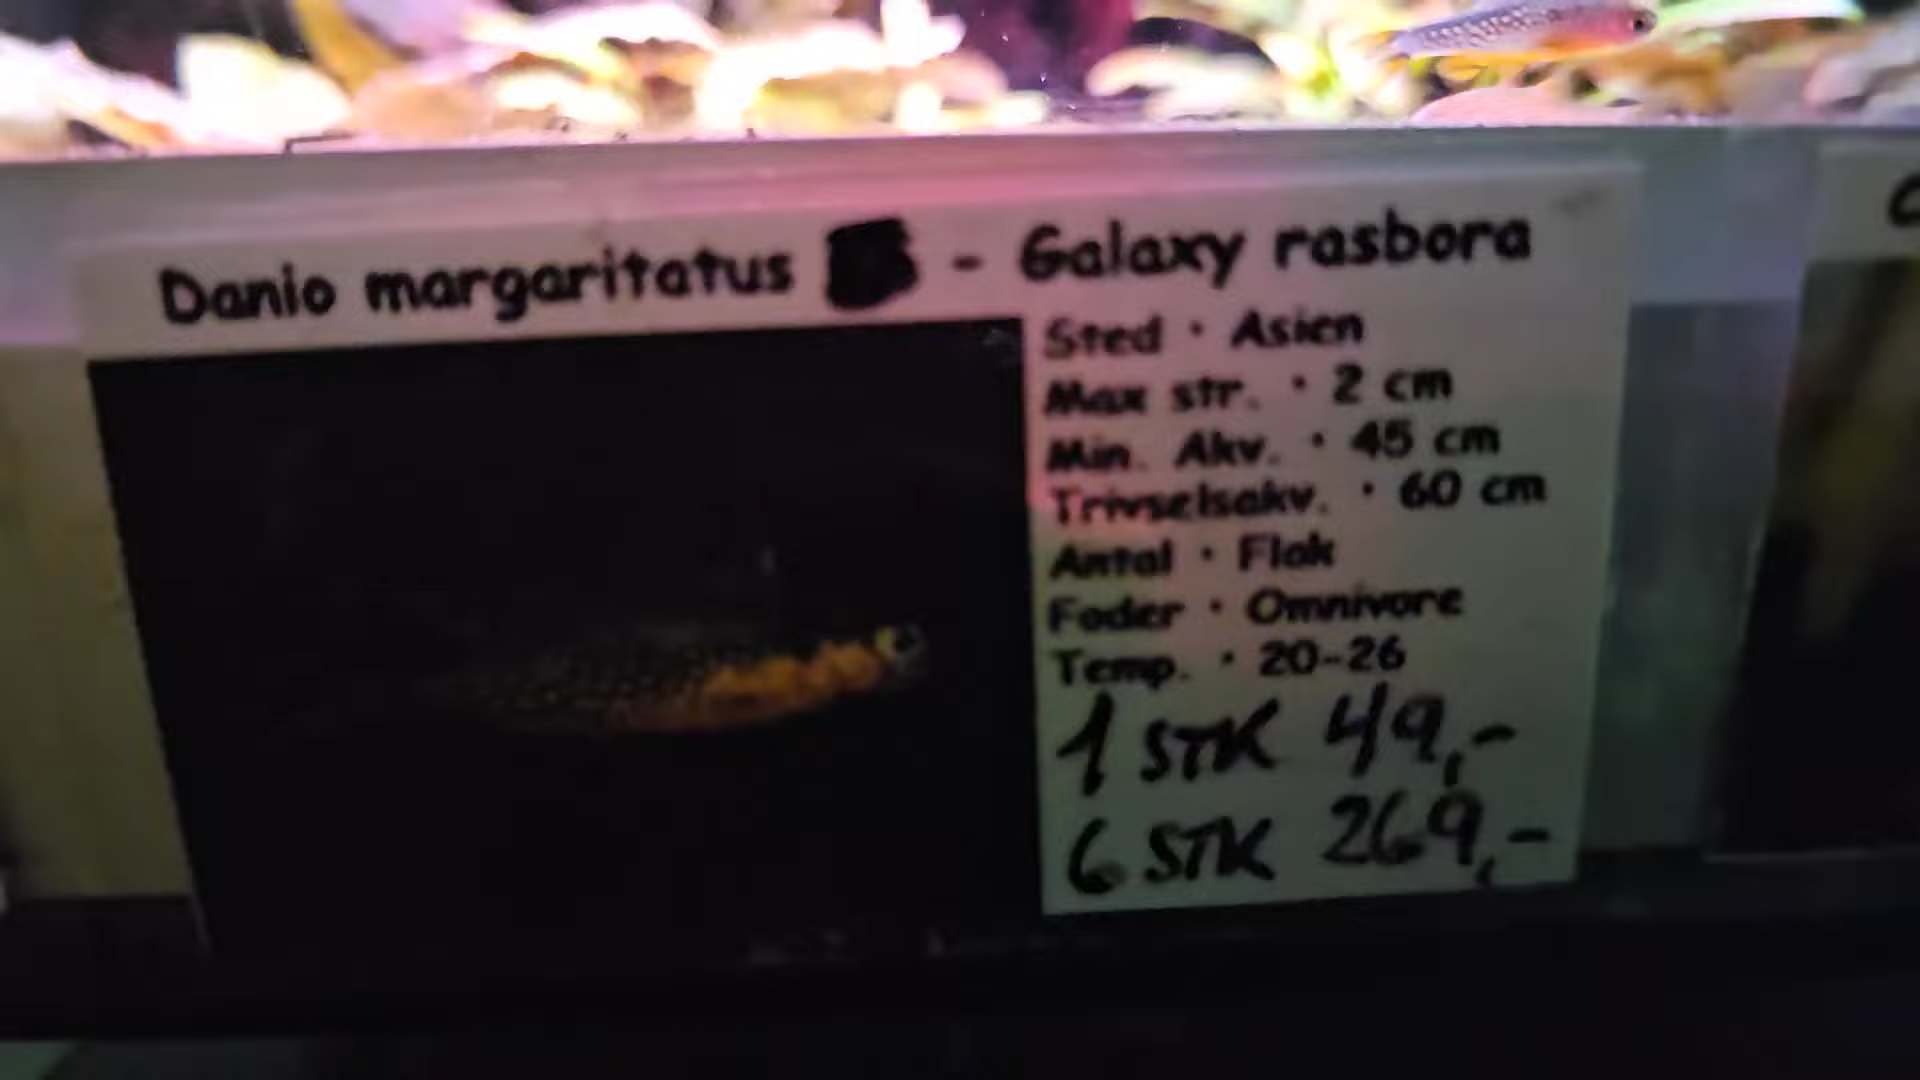 Danio margaritatus - Galaxy rasbora
Sted · Asien
Max str. · 2 cm
Min. Akv. · 45 cm
Trivselsakv. · 60 cm
Antal · Flok
Foder · Omnivore
Temp. · 20-26
1 STK 49,-
6 STK 269,-